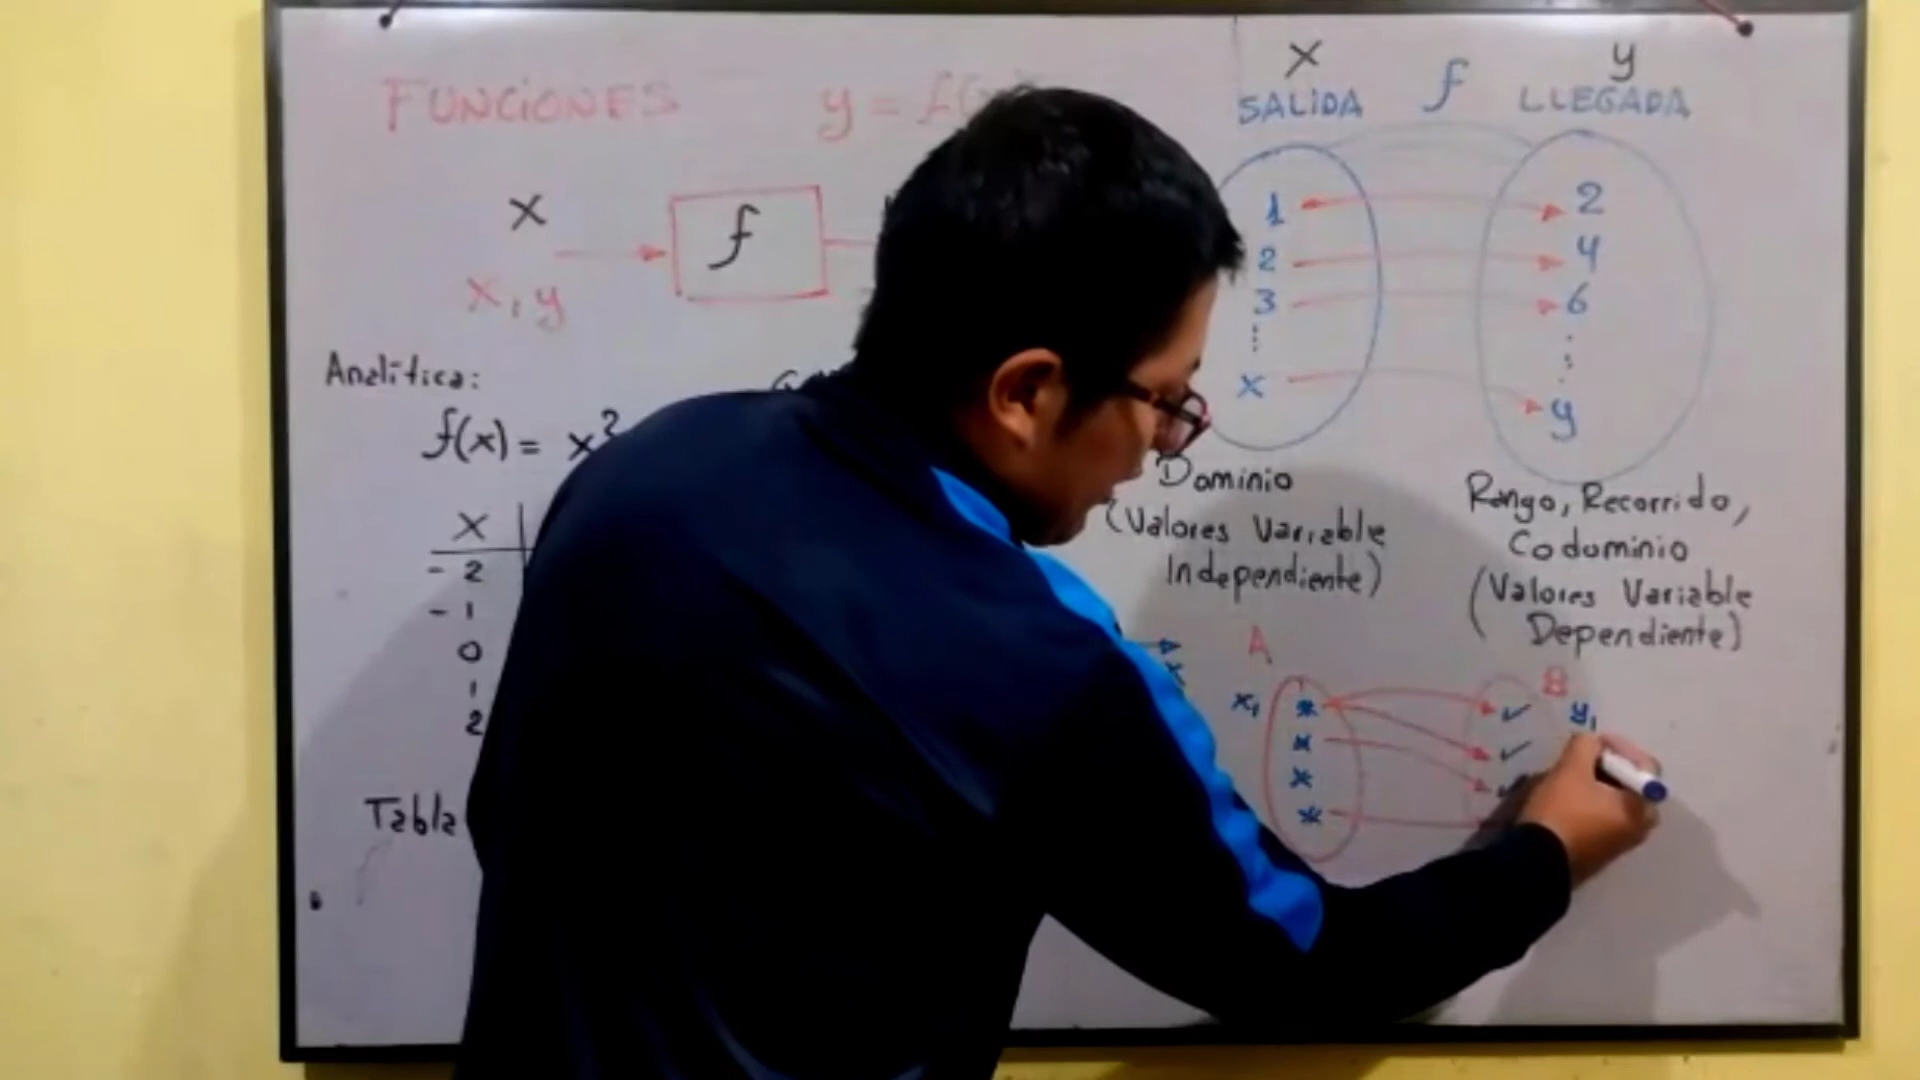 FUNCIONES y = f(x
x
x, y
f
Analítica:
f(x) = x²
x
- 2
- 1
0
1
2
Tabla
x f y
SALIDA LLEGADA
1 2
2 4
3 6
⋮ ⋮
x y
Dominio
(Valores Variable
Independiente)
Rango, Recorrido,
Codominio
(Valores Variable
Dependiente)
x
A B
x₁ y₁